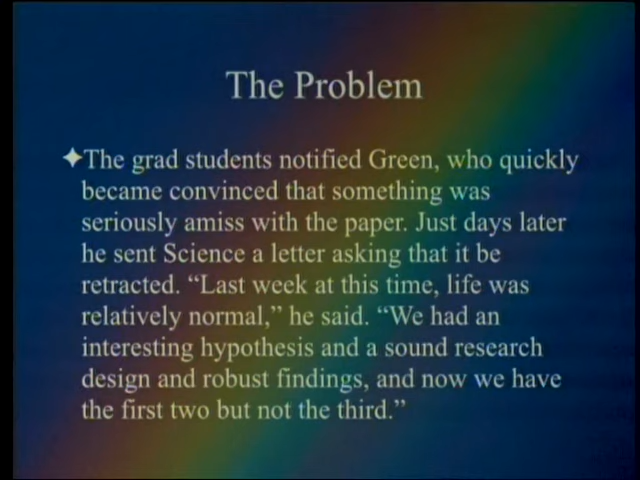 The Problem
✦The grad students notified Green, who quickly
became convinced that something was
seriously amiss with the paper. Just days later
he sent Science a letter asking that it be
retracted. “Last week at this time, life was
relatively normal,” he said. “We had an
interesting hypothesis and a sound research
design and robust findings, and now we have
the first two but not the third.”